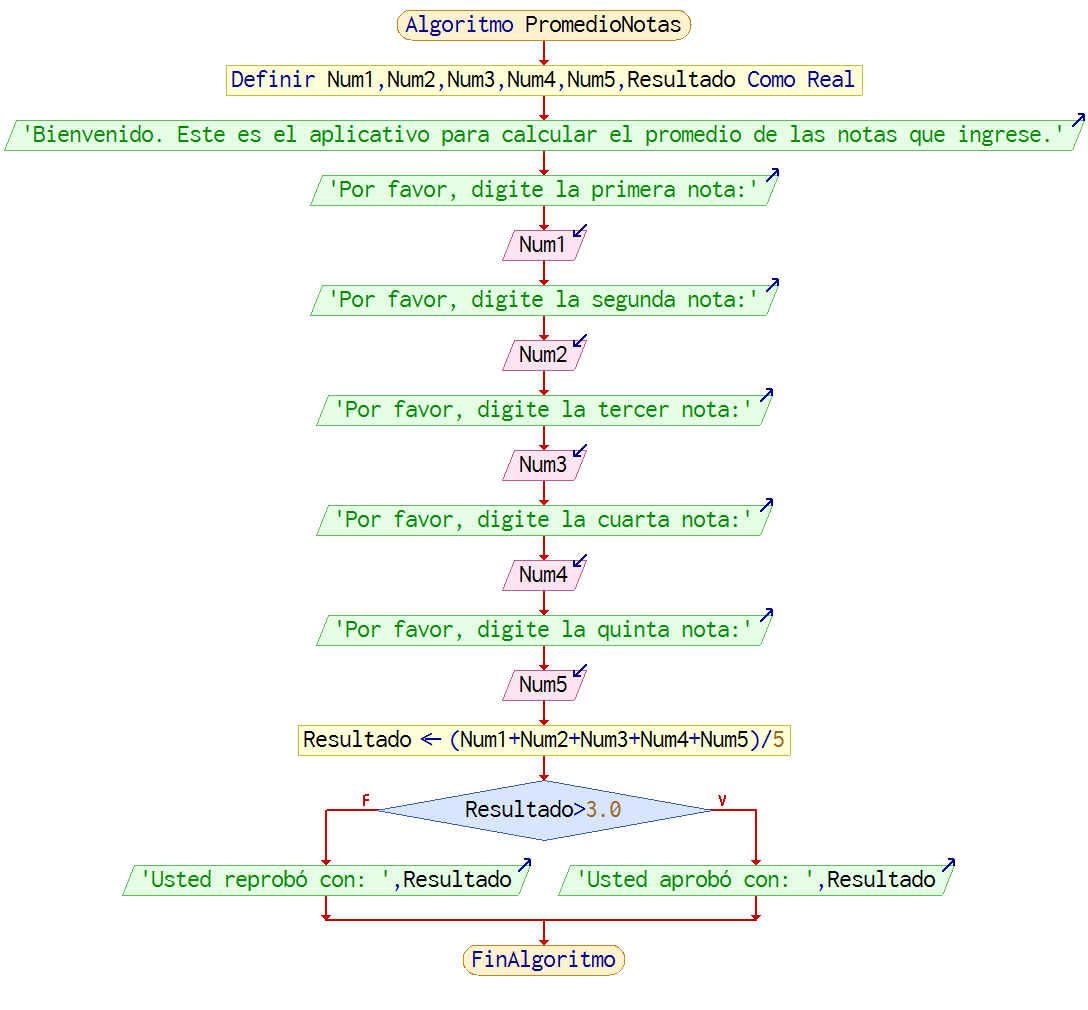 Algoritmo PromedioNotas
Definir Num1,Num2,Num3,Num4,Num5,Resultado Como Real
'Bienvenido. Este es el aplicativo para calcular el promedio de las notas que ingrese.'
'Por favor, digite la primera nota:'
Num1
'Por favor, digite la segunda nota:'
Num2
'Por favor, digite la tercer nota:'
Num3
'Por favor, digite la cuarta nota:'
Num4
'Por favor, digite la quinta nota:'
Num5
Resultado ← (Num1+Num2+Num3+Num4+Num5)/5
F
Resultado>3.0
V
'Usted reprobó con: ',Resultado
'Usted aprobó con: ',Resultado
FinAlgoritmo